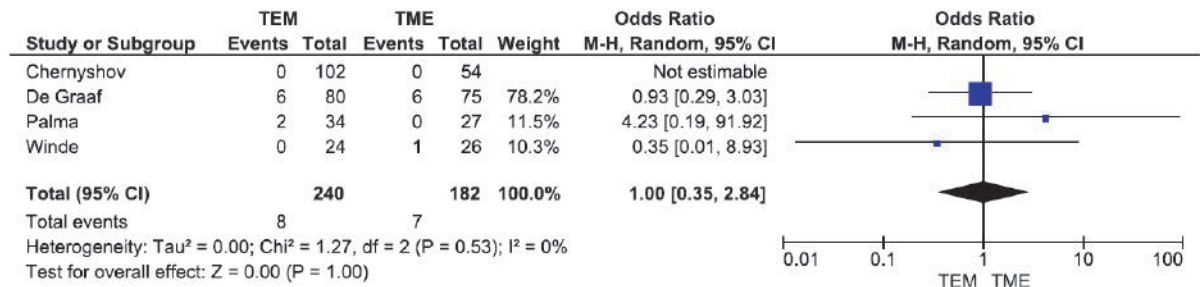 TEM TME Odds Ratio Odds Ratio
Study or Subgroup Events Total Events Total Weight M-H, Random, 95% CI M-H, Random, 95% CI
Chernyshov 0 102 0 54 Not estimable
De Graaf 6 80 6 75 78.2% 0.93 [0.29, 3.03]
Palma 2 34 0 27 11.5% 4.23 [0.19, 91.92]
Winde 0 24 1 26 10.3% 0.35 [0.01, 8.93]
Total (95% CI) 240 182 100.0% 1.00 [0.35, 2.84]
Total events 8 7
Heterogeneity: Tau² = 0.00; Chi² = 1.27, df = 2 (P = 0.53); I² = 0%
Test for overall effect: Z = 0.00 (P = 1.00)
0.01 0.1 1 10 100
TEM TME